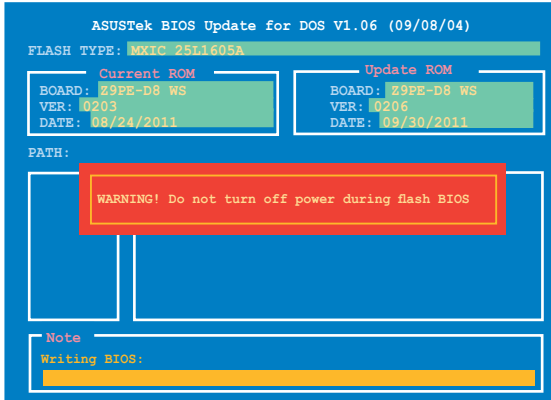 ASUSTek BIOS Update for DOS V1.06 (09/08/04)
FLASH TYPE: MXIC 25L1605A
Current ROM
BOARD: Z9PE-D8 WS
VER: 0203
DATE: 08/24/2011
Update ROM
BOARD: Z9PE-D8 WS
VER: 0206
DATE: 09/30/2011
PATH:
WARNING! Do not turn off power during flash BIOS
Note
Writing BIOS: